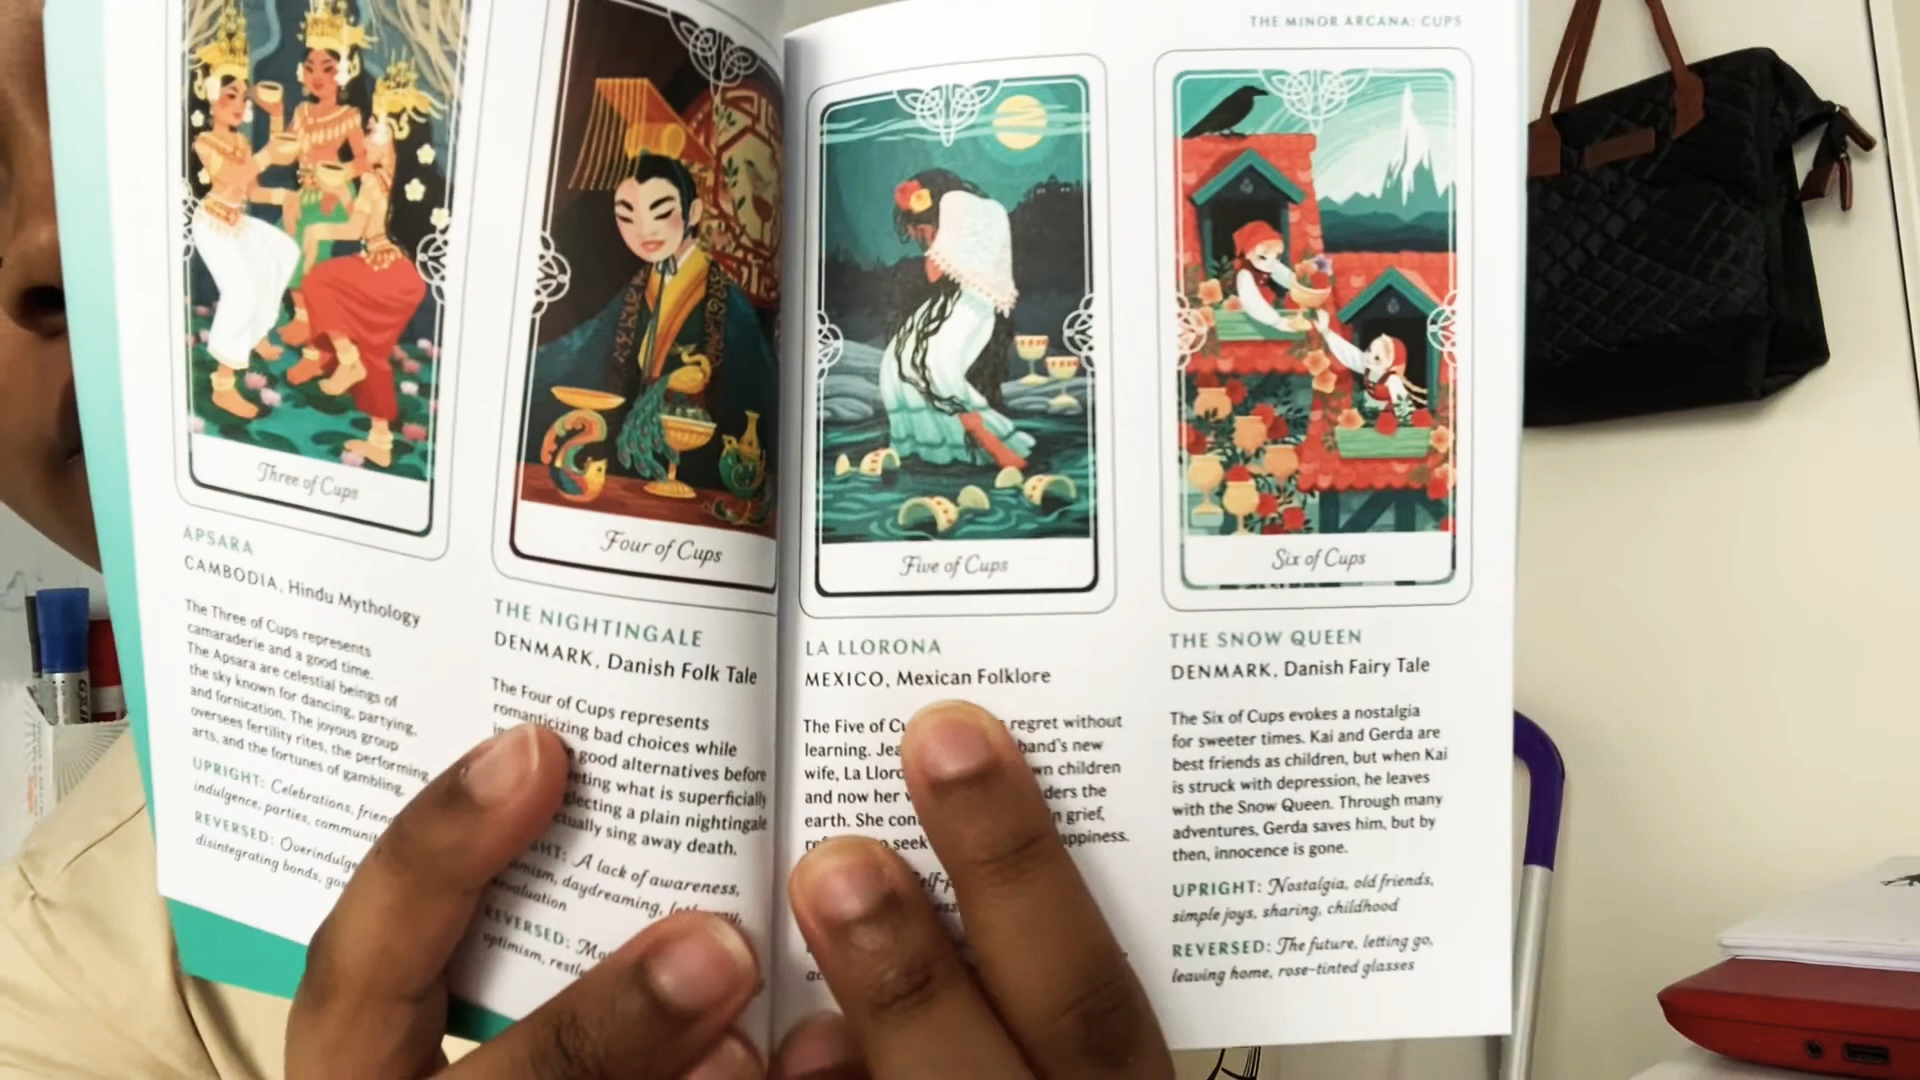 THE MINOR ARCANA: CUPS
Three of Cups
APSARA
CAMBODIA, Hindu Mythology
The Three of Cups represents
camaraderie and a good time.
The Apsara are celestial beings of
the sky known for dancing, partying,
and fornication. The joyous group
oversees fertility rites, the performing
arts, and the fortunes of gambling.
UPRIGHT: Celebrations,
indulgence, parties,
REVERSED:
disintegrating bonds,
Four of Cups
THE NIGHTINGALE
DENMARK, Danish Folk Tale
The Four of Cups represents
romanticizing bad choices while
good alternatives before
what is superficially
a plain nightingale
sing away death.
A lack of awareness,
daydreaming,
REVERSED:
optimism,
Five of Cups
LA LLORONA
MEXICO, Mexican Folklore
The Five of regret without
learning. new
wife, La children
and now her the
earth. She grief,
seek
Six of Cups
THE SNOW QUEEN
DENMARK, Danish Fairy Tale
The Six of Cups evokes a nostalgia
for sweeter times. Kai and Gerda are
best friends as children, but when Kai
is struck with depression, he leaves
with the Snow Queen. Through many
adventures, Gerda saves him, but by
then, innocence is gone.
UPRIGHT: Nostalgia, old friends,
simple joys, sharing, childhood
REVERSED: The future, letting go,
leaving home, rose-tinted glasses